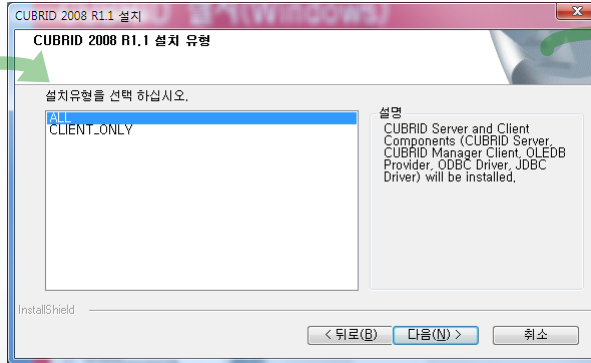 CUBRID 2008 R1.1 설치
CUBRID 2008 R1.1 설치 유형
설치유형을 선택 하십시오.
ALL
CLIENT_ONLY
설명
CUBRID Server and Client
Components (CUBRID Server,
CUBRID Manager Client, OLEDB
Provider, ODBC Driver, JDBC
Driver) will be installed.
InstallShield
< 뒤로(B)
다음(N) >
취소